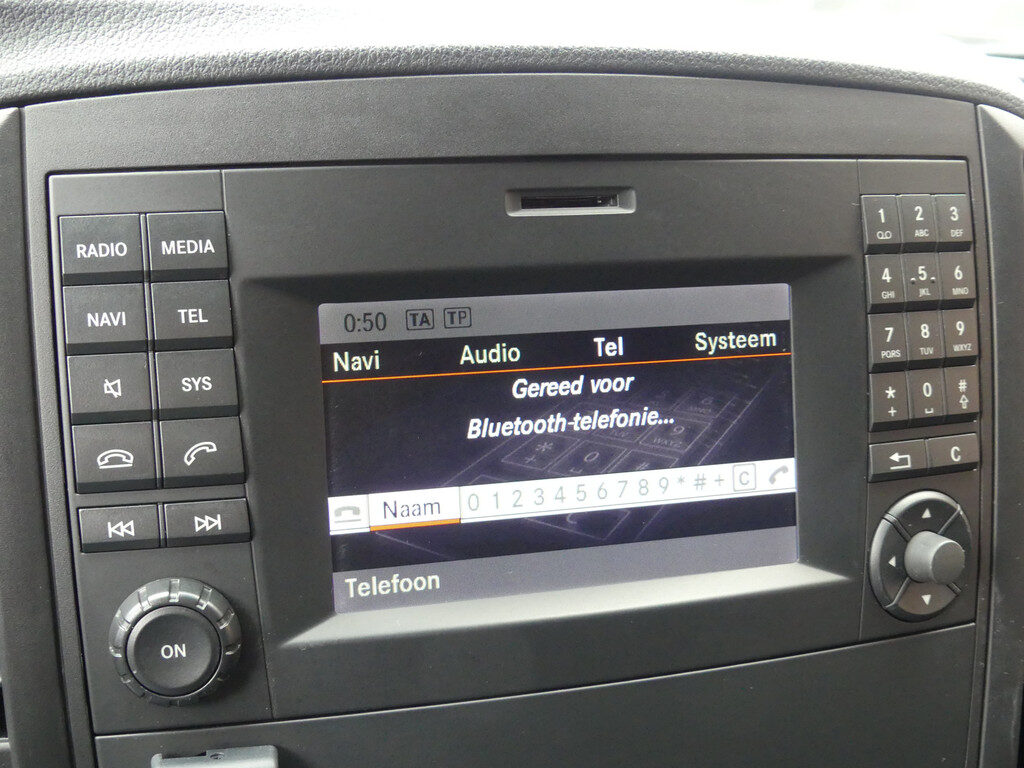 RADIO MEDIA
NAVI TEL
SYS
ON
0:50 TA TP
Navi Audio Tel Systeem
Gereed voor
Bluetooth-telefonie...
Naam 0 1 2 3 4 5 6 7 8 9 * # + C
Telefoon
1 2 3
ABC DEF
4 5 6
GHI JKL MNO
7 8 9
PQRS TUV WXYZ
* 0 #
+
C